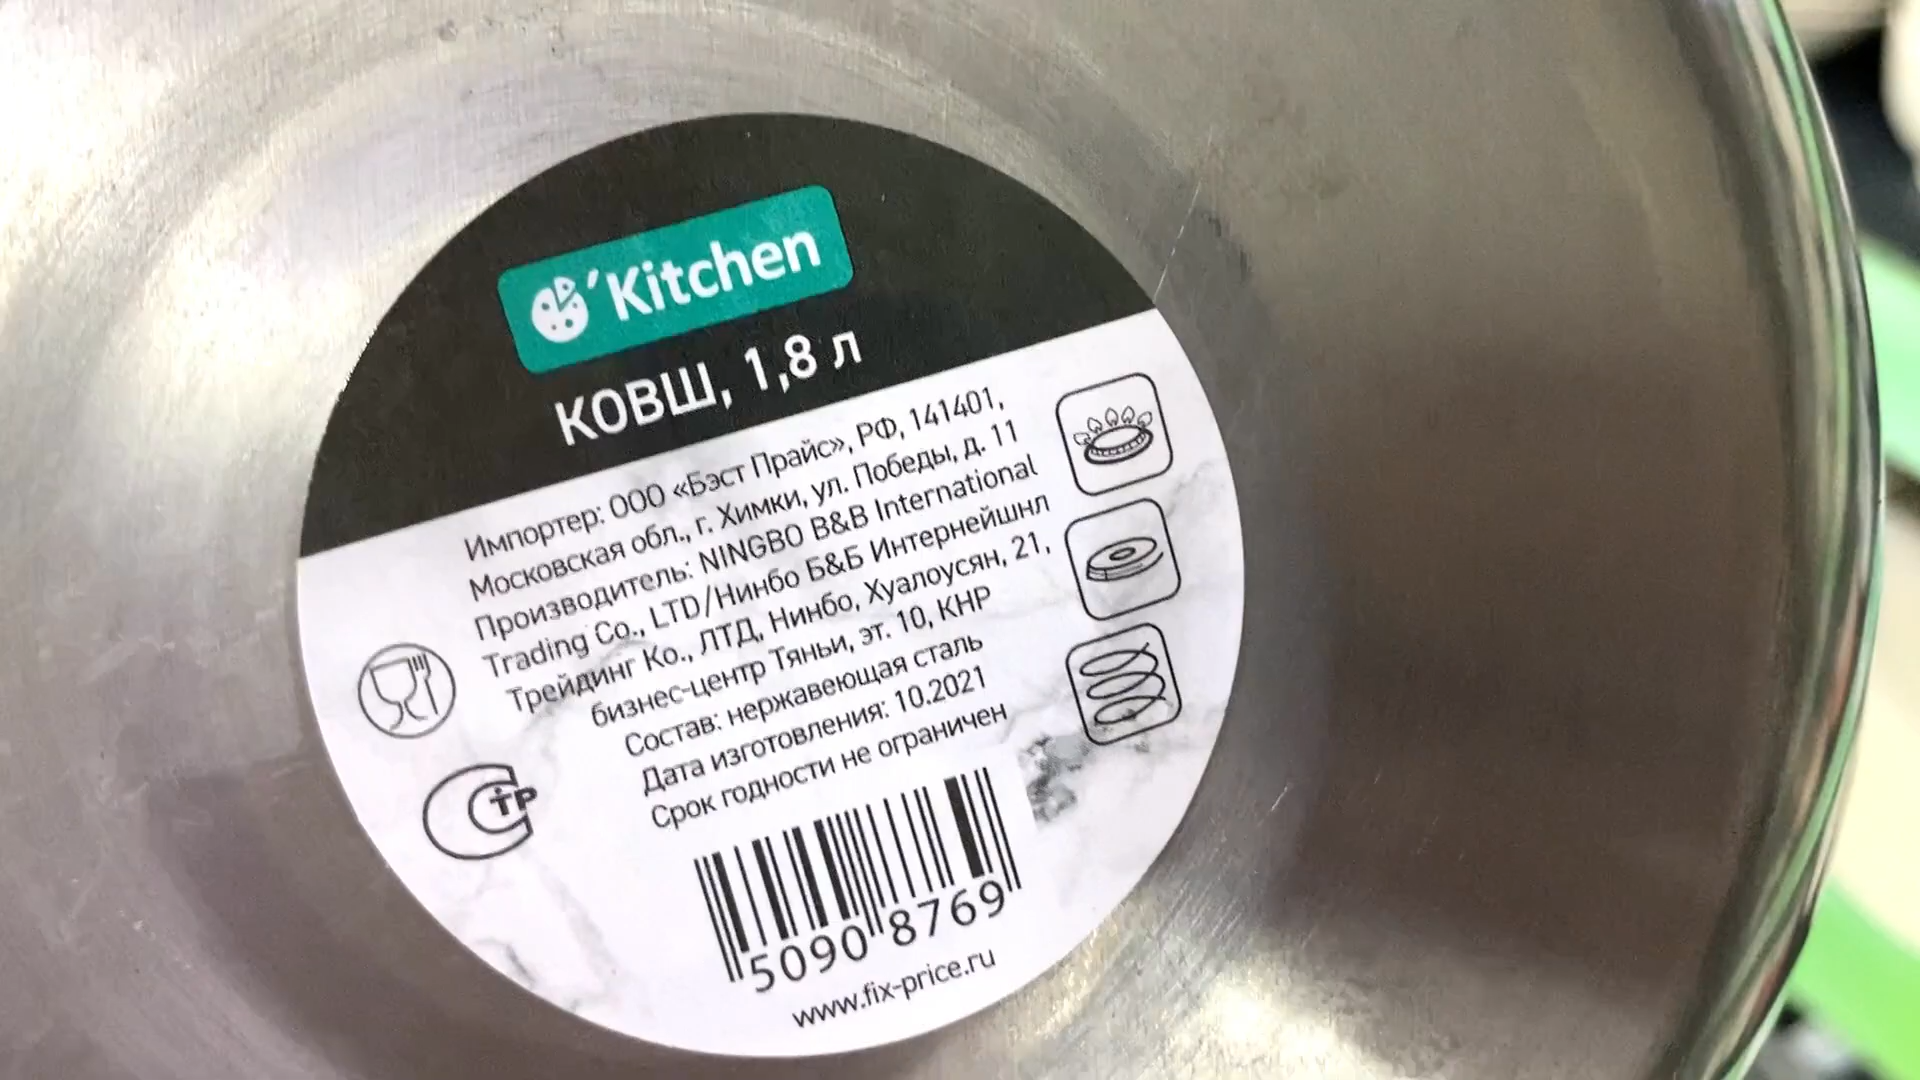 'Kitchen
КОВШ, 1,8 л
Импортер: ООО «Бэст Прайс», РФ, 141401,
Московская обл., г. Химки, ул. Победы, д. 11
Производитель: NINGBO B&B International
Trading Co., LTD/Нинбо Б&Б Интернейшнл
Трейдинг Ко., ЛТД, Нинбо, Хуалоусян, 21,
бизнес-центр Тяньи, эт. 10, КНР
Состав: нержавеющая сталь
Дата изготовления: 10.2021
Срок годности не ограничен
СТР
5090 8769
www.fix-price.ru